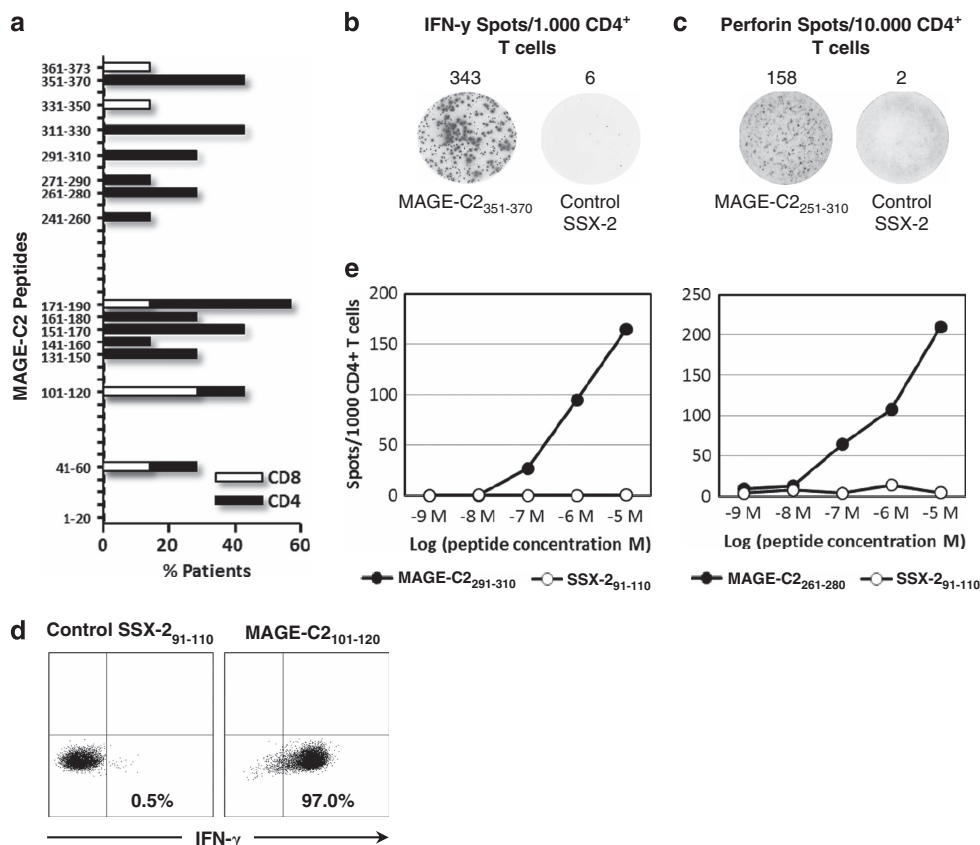 a
MAGE-C2 Peptides
361-373
351-370
331-350
311-330
291-310
271-290
261-280
241-260
171-190
161-180
151-170
141-160
131-150
101-120
41-60
1-20
CD8
CD4
0 20 40 60
% Patients
b
IFN-y Spots/1.000 CD4+
T cells
343 6
MAGE-C2351-370 Control
SSX-2
c
Perforin Spots/10.000 CD4+
T cells
158 2
MAGE-C2251-310 Control
SSX-2
e
Spots/1000 CD4+ T cells
200
150
100
50
0
-9 M -8 M -7 M -6 M -5 M
Log (peptide concentration M)
MAGE-C2291-310 SSX-291-110
250
200
150
100
50
0
-9 M -8 M -7 M -6 M -5 M
Log (peptide concentration M)
MAGE-C2261-280 SSX-291-110
d
Control SSX-291-110 MAGE-C2101-120
0.5% 97.0%
IFN-γ